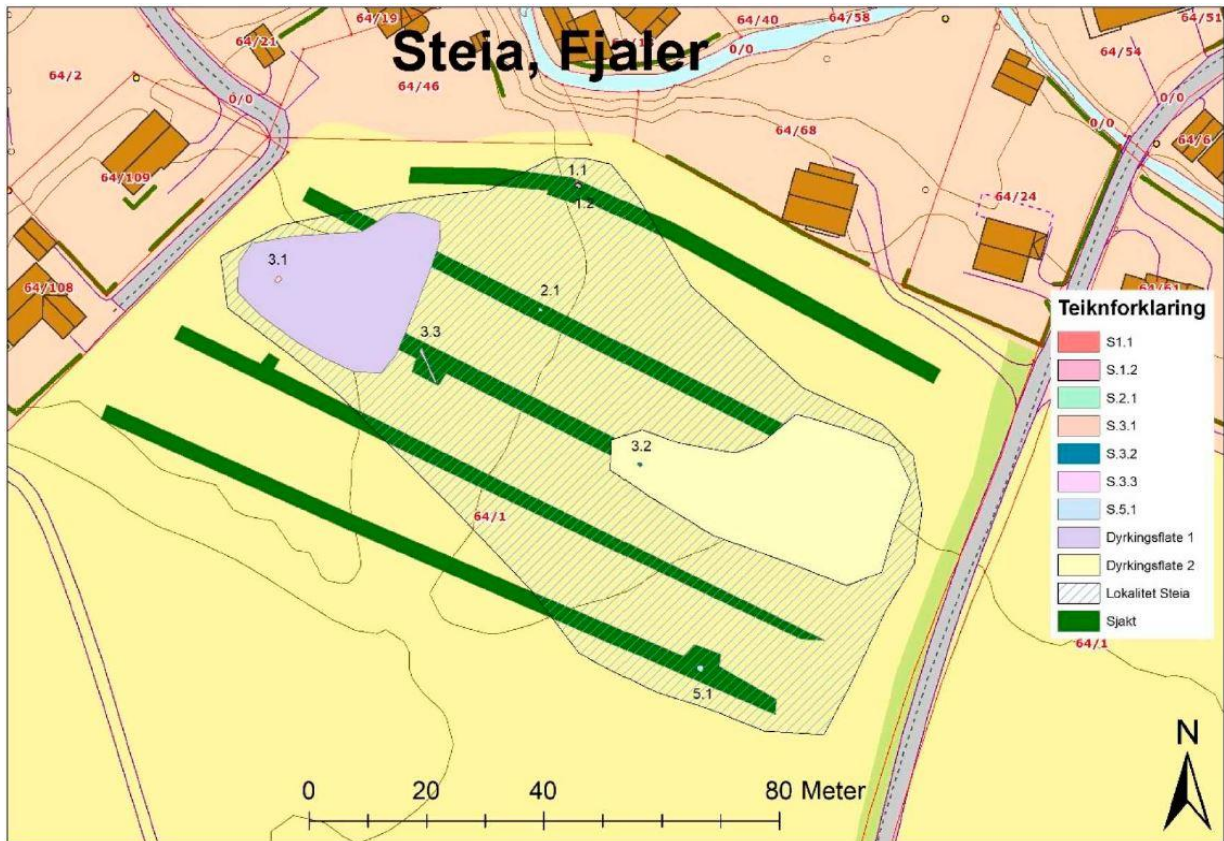 Steia, Fjaler
64/19
64/40
64/58
64/51
64/21
0/0
64/54
64/2
64/46
0/0
0/0
64/68
0/0
64/6
64/109
1.1
1.2
64/24
3.1
64/108
64/61
2.1
3.3
3.2
64/1
5.1
64/1
Teiknforklaring
S1.1
S.1.2
S.2.1
S.3.1
S.3.2
S.3.3
S.5.1
Dyrkingsflate 1
Dyrkingsflate 2
Lokalitet Steia
Sjakt
0 20 40 80 Meter
N